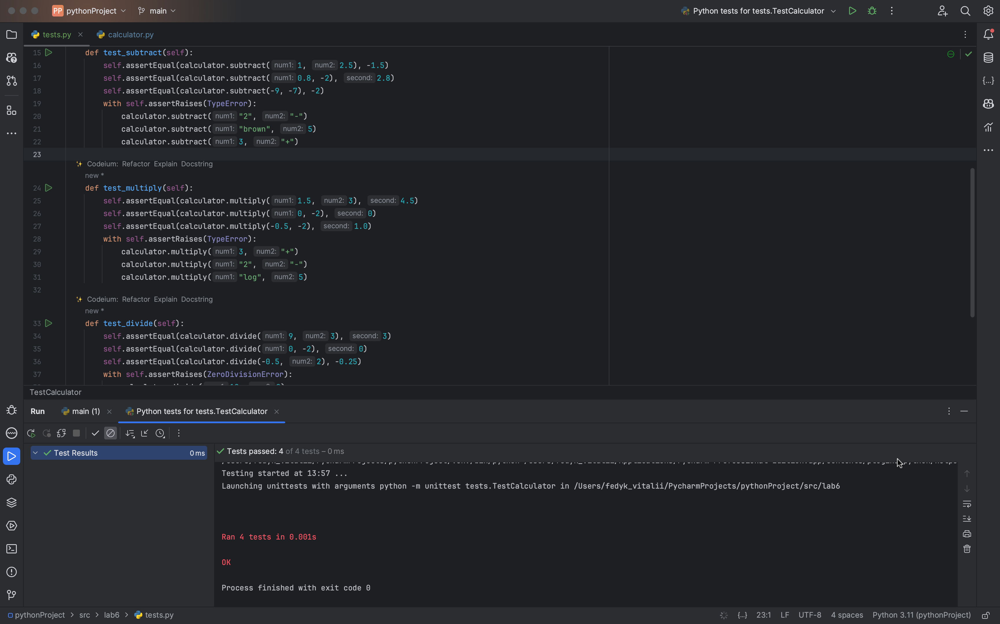 PP pythonProject main Python tests for tests.TestCalculator
tests.py calculator.py
15 def test_subtract(self):
16 self.assertEqual(calculator.subtract( num1: 1, num2: 2.5), -1.5)
17 self.assertEqual(calculator.subtract( num1: 0.8, -2), second: 2.8)
18 self.assertEqual(calculator.subtract(-9, -7), -2)
19 with self.assertRaises(TypeError):
20 calculator.subtract( num1: "2", num2: "-")
21 calculator.subtract( num1: "brown", num2: 5)
22 calculator.subtract( num1: 3, num2: "+")
23
Codeium: Refactor Explain Docstring
new *
24 def test_multiply(self):
25 self.assertEqual(calculator.multiply( num1: 1.5, num2: 3), second: 4.5)
26 self.assertEqual(calculator.multiply( num1: 0, -2), second: 0)
27 self.assertEqual(calculator.multiply(-0.5, -2), second: 1.0)
28 with self.assertRaises(TypeError):
29 calculator.multiply( num1: 3, num2: "+")
30 calculator.multiply( num1: "2", num2: "-")
31 calculator.multiply( num1: "log", num2: 5)
32
Codeium: Refactor Explain Docstring
new *
33 def test_divide(self):
34 self.assertEqual(calculator.divide( num1: 9, num2: 3), second: 3)
35 self.assertEqual(calculator.divide( num1: 0, -2), second: 0)
36 self.assertEqual(calculator.divide(-0.5, num2: 2), -0.25)
37 with self.assertRaises(ZeroDivisionError):
TestCalculator
Run main (1) Python tests for tests.TestCalculator
Test Results 0 ms
Tests passed: 4 of 4 tests – 0 ms
Testing started at 13:57 ...
Launching unittests with arguments python -m unittest tests.TestCalculator in /Users/fedyk_vitalii/PycharmProjects/pythonProject/src/lab6
Ran 4 tests in 0.001s
OK
Process finished with exit code 0
pythonProject > src > lab6 > tests.py {...} 23:1 LF UTF-8 4 spaces Python 3.11 (pythonProject)